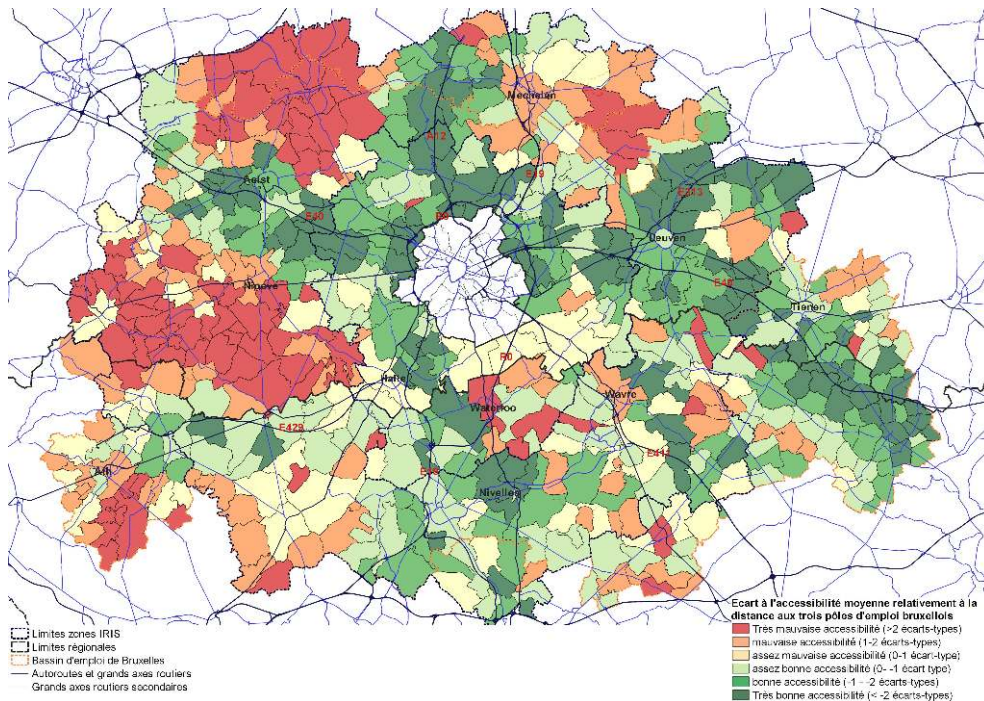 Mechelen
A12
E19
Aalst
E313
E40
R0
Leuven
Ninove
E40
Tienen
R0
Halle
Wavre
Waterloo
E429
E411
Ath
E19
Nivelles
Ecart à l'accessibilité moyenne relativement à la
distance aux trois pôles d'emploi bruxellois
Très mauvaise accessibilité (>2 écarts-types)
mauvaise accessibilité (1-2 écarts-types)
assez mauvaise accessibilité (0-1 écart-type)
assez bonne accessibilité (0- -1 écart type)
bonne accessibilité (-1 - -2 écarts-types)
Très bonne accessibilité (< -2 écarts-types)
Limites zones IRIS
Limites régionales
Bassin d'emploi de Bruxelles
Autoroutes et grands axes routiers
Grands axes routiers secondaires